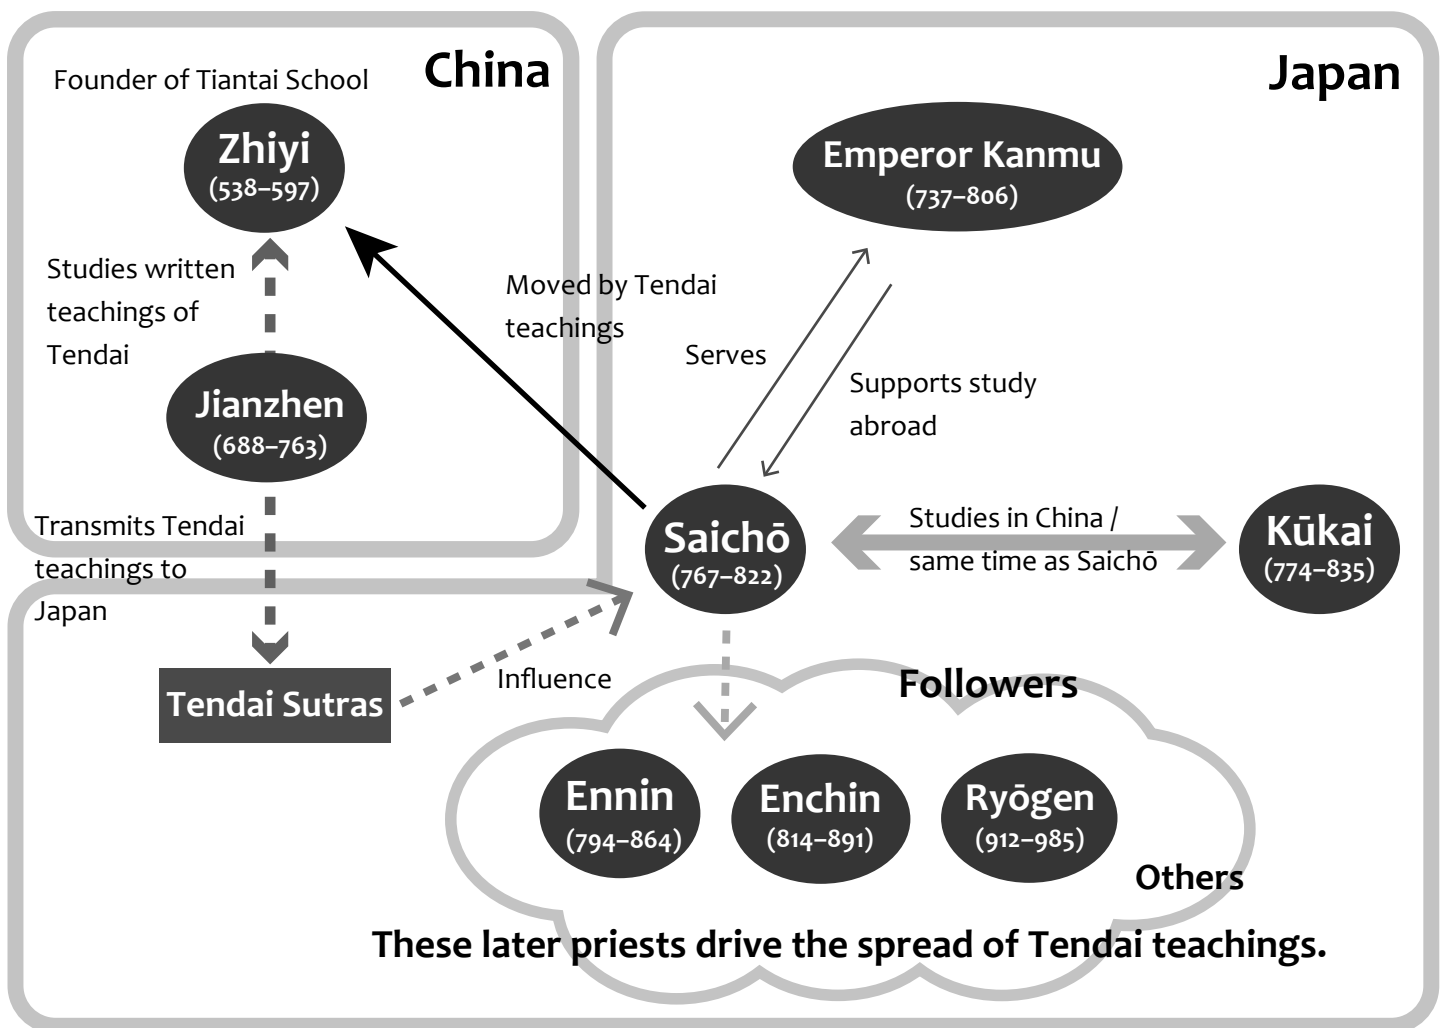 China
Founder of Tiantai School
Zhiyi
(538–597)
Studies written
teachings of
Tendai
Jianzhen
(688–763)
Transmits Tendai
teachings to
Japan
Tendai Sutras
Japan
Emperor Kanmu
(737–806)
Moved by Tendai
teachings
Serves
Supports study
abroad
Saichō
(767–822)
Studies in China /
same time as Saichō
Kūkai
(774–835)
Influence
Followers
Ennin
(794–864)
Enchin
(814–891)
Ryōgen
(912–985)
Others
These later priests drive the spread of Tendai teachings.